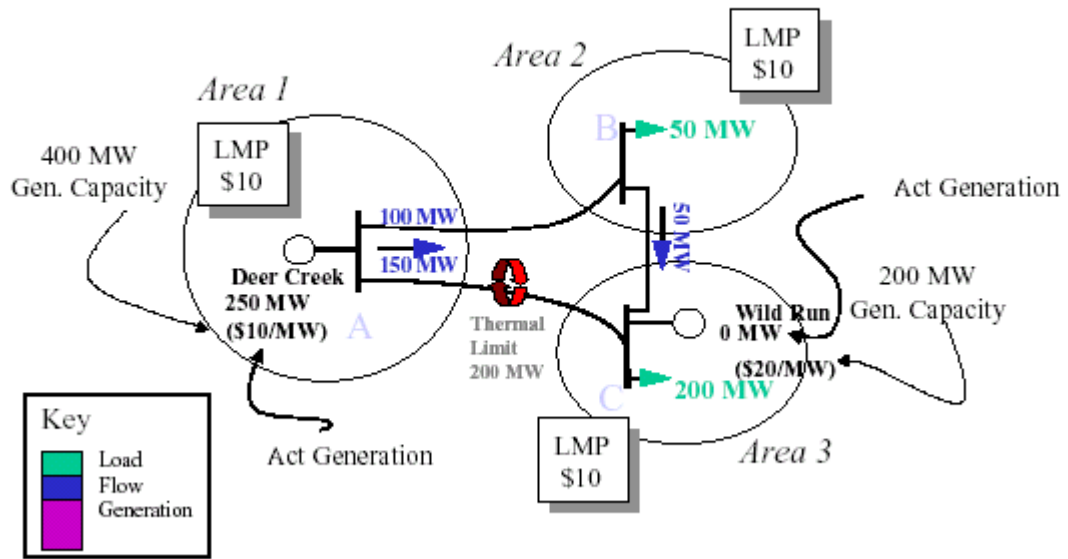 Area 1
Area 2
LMP
$10
LMP
$10
B
50 MW
400 MW
Gen. Capacity
Act Generation
100 MW
50 MW
150 MW
Deer Creek
250 MW
($10/MW)
A
Thermal
Limit
200 MW
Wild Run
0 MW
($20/MW)
200 MW
Gen. Capacity
C
200 MW
Key
Load
Flow
Generation
Act Generation
LMP
$10
Area 3